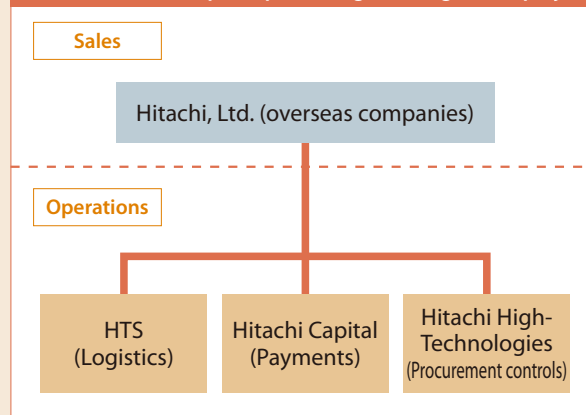 Sales
Hitachi, Ltd. (overseas companies)
Operations
HTS
(Logistics)
Hitachi Capital
(Payments)
Hitachi High-
Technologies
(Procurement controls)